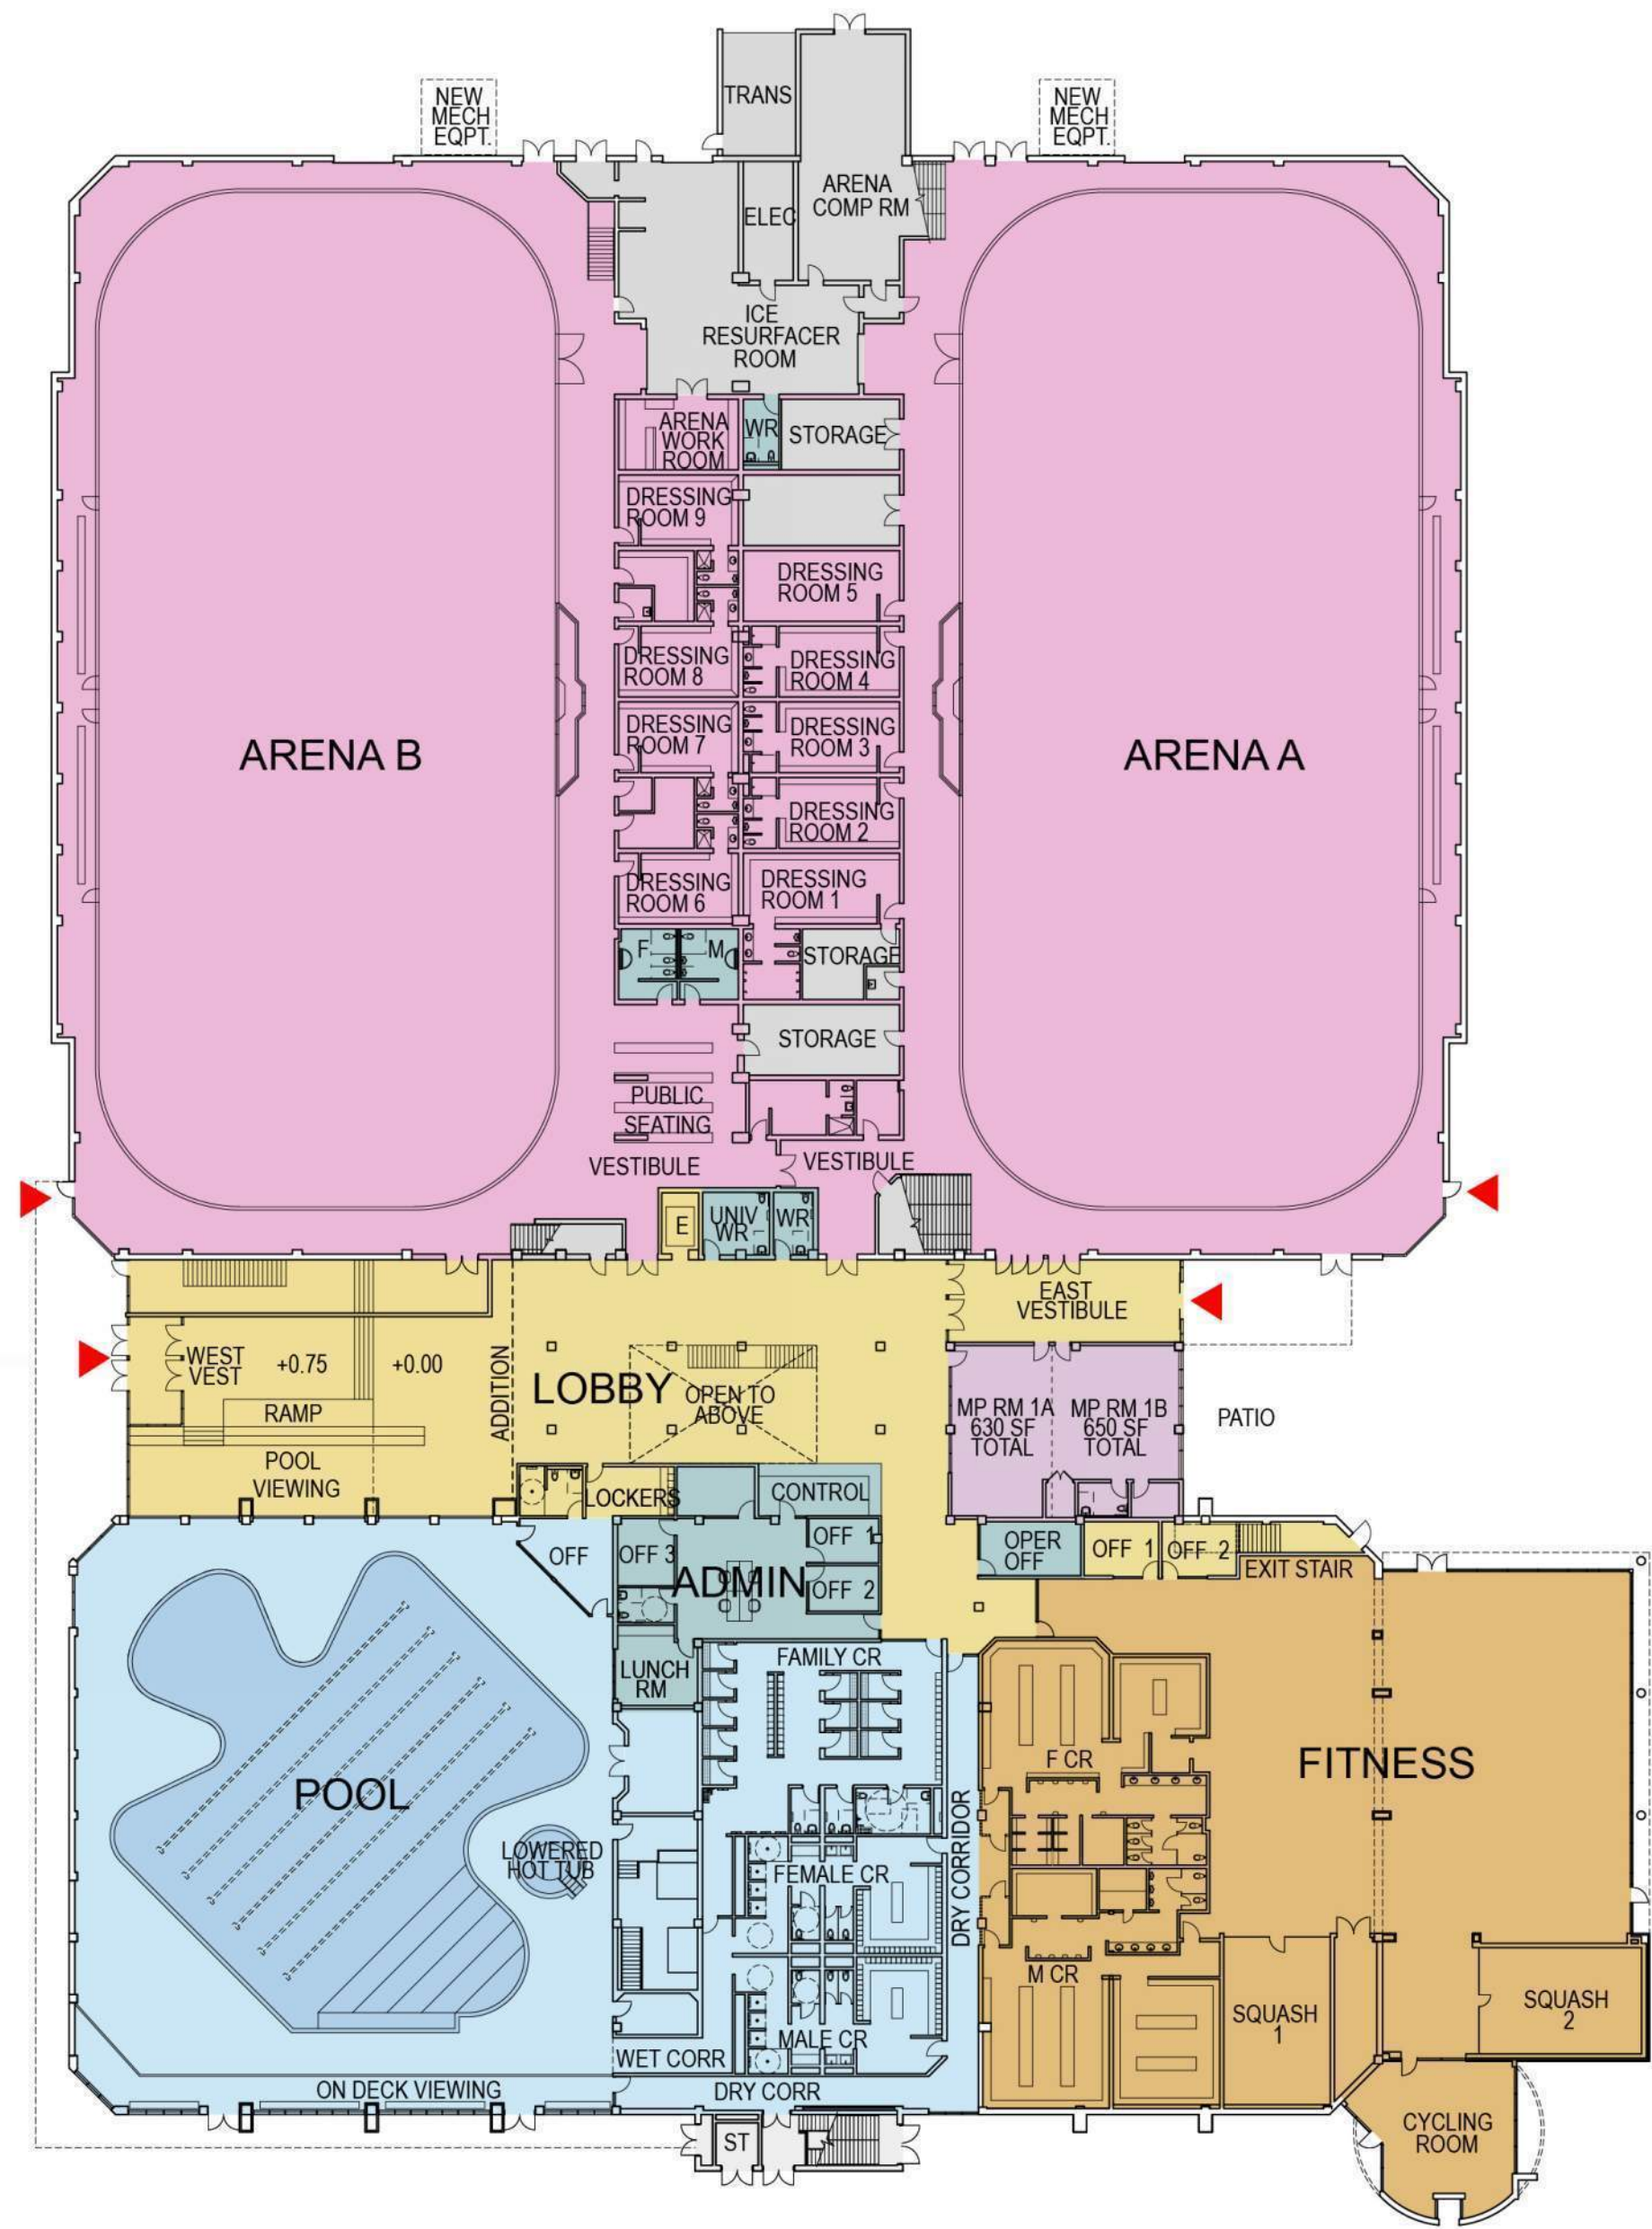 TRANS
NEW
MECH
EQPT.
NEW
MECH
EQPT.
ARENA
COMP RM
ELEC
ICE
RESURFACER
ROOM
ARENA
WORK
ROOM
WR
STORAGE
DRESSING
ROOM 9
DRESSING
ROOM 5
DRESSING
ROOM 8
DRESSING
ROOM 4
DRESSING
ROOM 7
DRESSING
ROOM 3
ARENA B
ARENA A
DRESSING
ROOM 2
DRESSING
ROOM 6
DRESSING
ROOM 1
F
M
STORAGE
STORAGE
PUBLIC
SEATING
VESTIBULE
VESTIBULE
E
UNIV
WR
WR
EAST
VESTIBULE
WEST
VEST
+0.75
+0.00
ADDITION
LOBBY
OPEN TO
ABOVE
RAMP
POOL
VIEWING
MP RM 1A
630 SF
TOTAL
MP RM 1B
650 SF
TOTAL
PATIO
LOCKERS
CONTROL
OFF
OFF 3
ADMIN
OFF 1
OFF 2
OPER
OFF
OFF 1
OFF 2
EXIT STAIR
LUNCH
RM
FAMILY CR
F CR
FITNESS
POOL
LOWERED
HOT TUB
FEMALE CR
DRY CORRIDOR
M CR
SQUASH
1
SQUASH
2
MALE CR
WET CORR
ON DECK VIEWING
DRY CORR
ST
CYCLING
ROOM